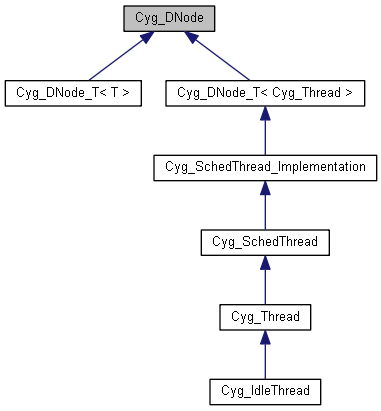 Cyg_DNode
Cyg_DNode_T< T >
Cyg_DNode_T< Cyg_Thread >
Cyg_SchedThread_Implementation
Cyg_SchedThread
Cyg_Thread
Cyg_IdleThread